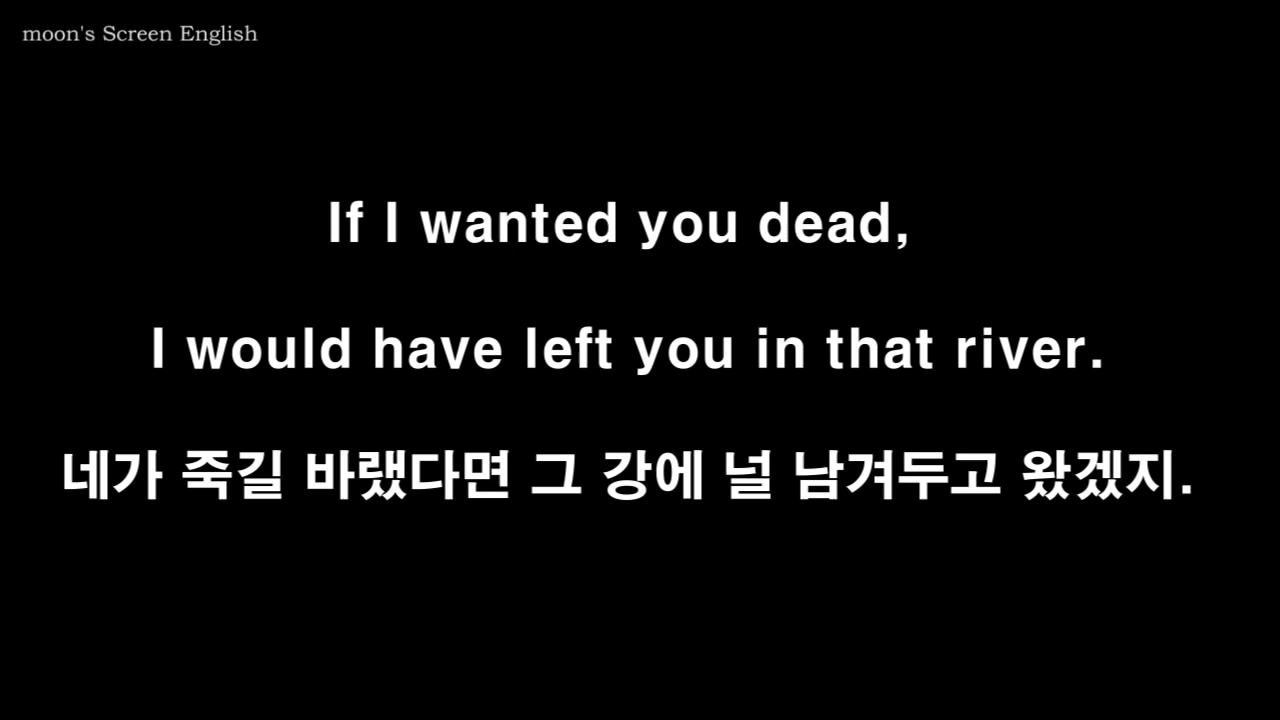 moon's Screen English
If I wanted you dead,
I would have left you in that river.
네가 죽길 바랬다면 그 강에 널 남겨두고 왔겠지.